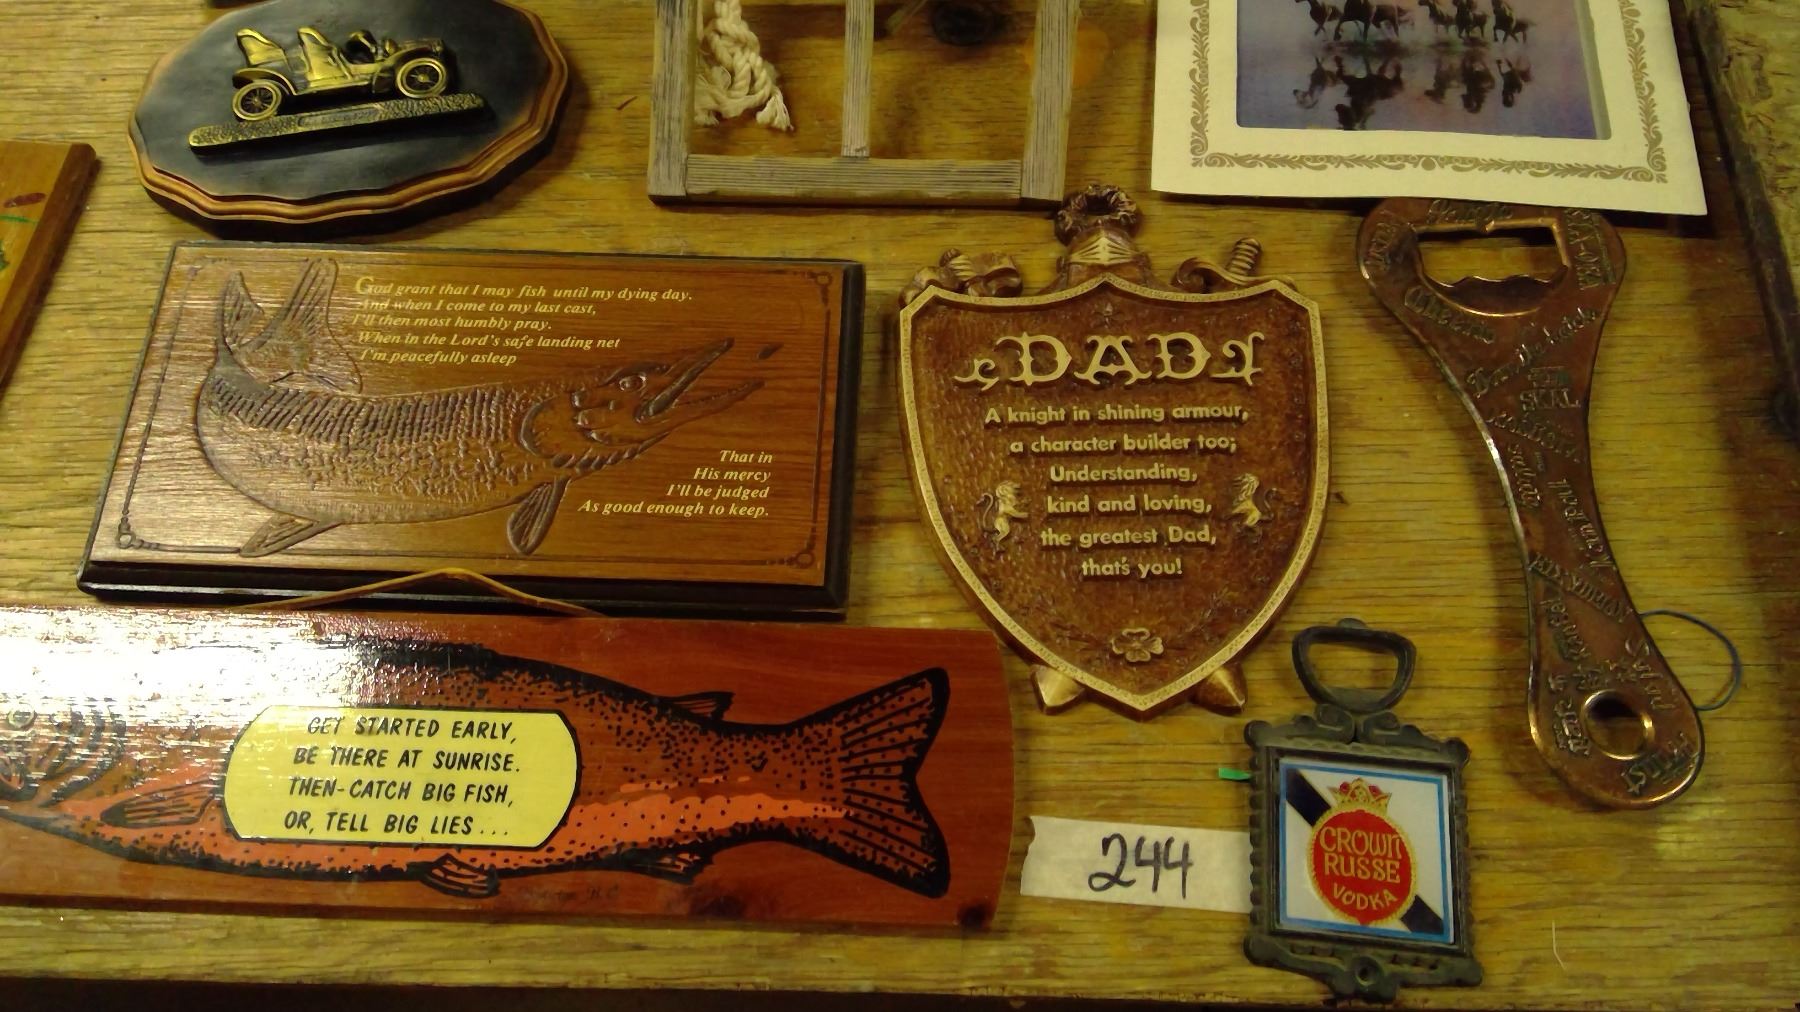 God grant that I may fish until my dying day.
And when I come to my last cast,
I'll then most humbly pray.
When in the Lord's safe landing net
I'm peacefully asleep
That in
His mercy
I'll be judged
As good enough to keep.
DAD
A knight in shining armour,
a character builder too;
Understanding,
kind and loving,
the greatest Dad,
that's you!
Cheers
SKAL
GET STARTED EARLY,
BE THERE AT SUNRISE.
THEN-CATCH BIG FISH,
OR, TELL BIG LIES...
244
CROWN
RUSSE
VODKA